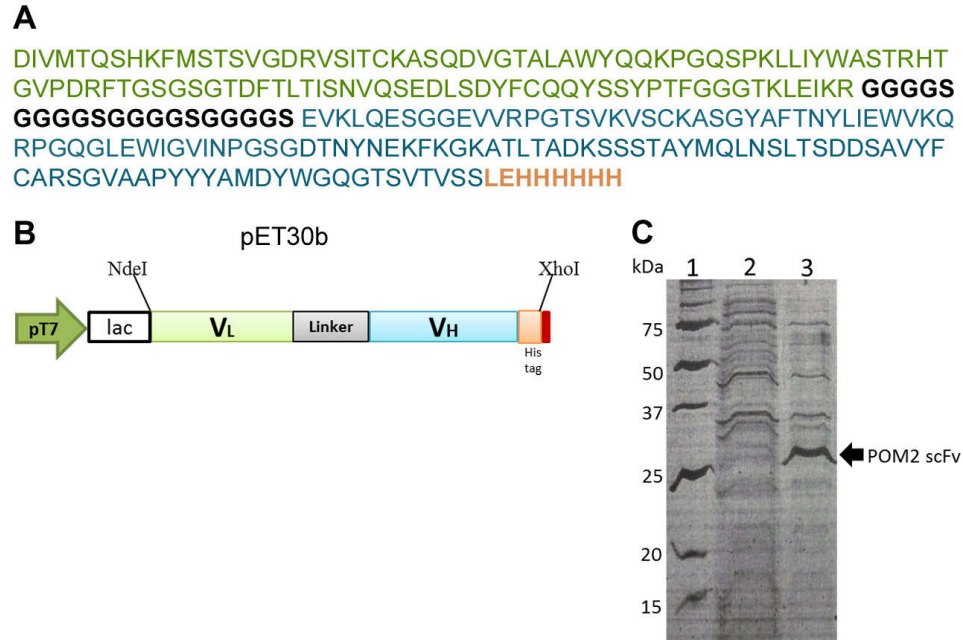 A
DIVMTQSHKFMSTSVGDRVSITCKASQDVGTALAWYQQKPGQSPKLLIYWASTRHT
GVPDRFTGSGSGTDFTLTISNVQSEDLSDYFCQQYSSYPTFGGGTKLEIKR GGGGS
GGGGSGGGGSGGGGS EVKLQESGGEVVRPGTSVKVSCKASGYAFTNYLIEWVKQ
RPGQGLEWIGVINPGSGDTNYNEKFKGKATLTADKSSSTAYMQLNSLTSDDSAVYF
CARSGVAAPYYYAMDYWGQGTSVTVSSLEHHHHHH
B
pET30b
NdeI
XhoI
pT7
lac
VL
Linker
VH
His
tag
C
kDa 1 2 3
75
50
37
25
20
15
POM2 scFv